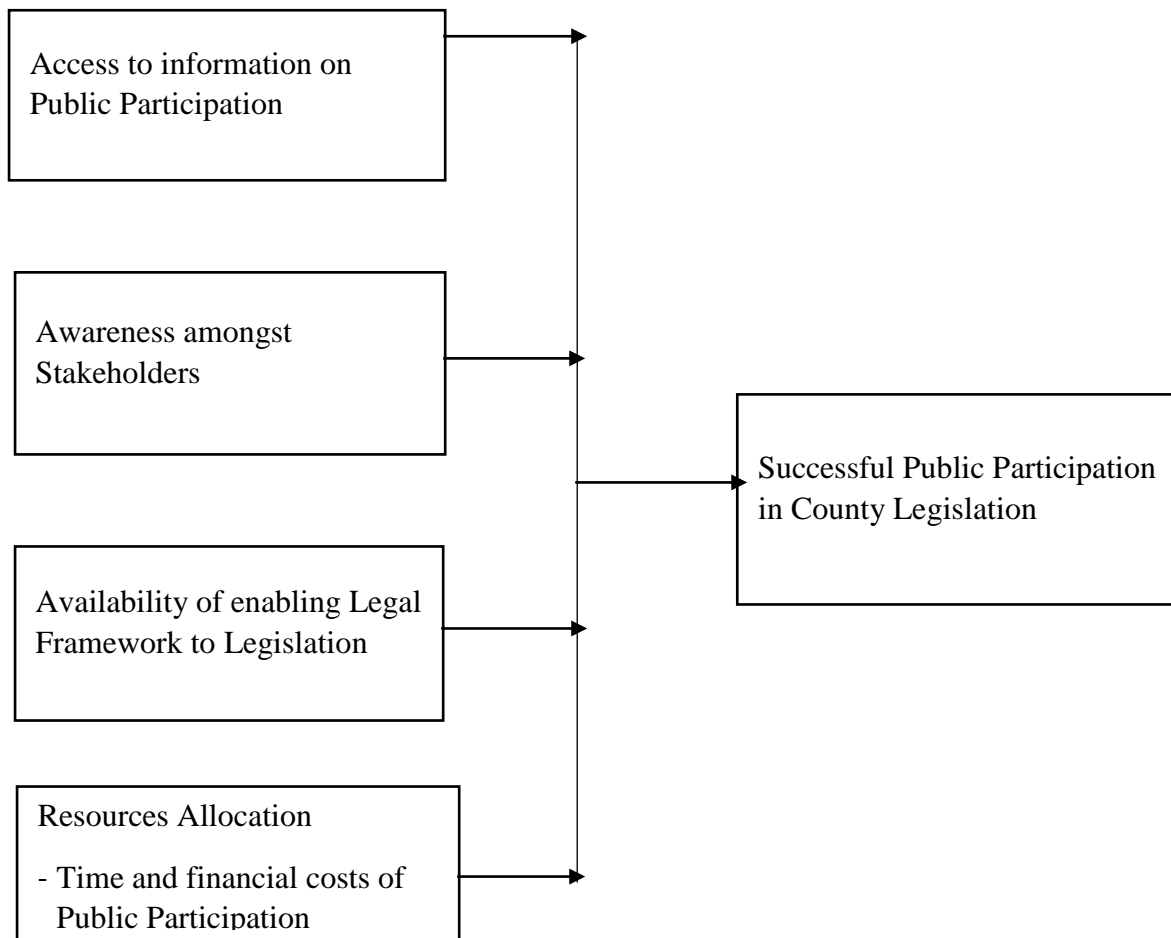 Access to information on
Public Participation
Awareness amongst
Stakeholders
Successful Public Participation
in County Legislation
Availability of enabling Legal
Framework to Legislation
Resources Allocation
- Time and financial costs of
Public Participation